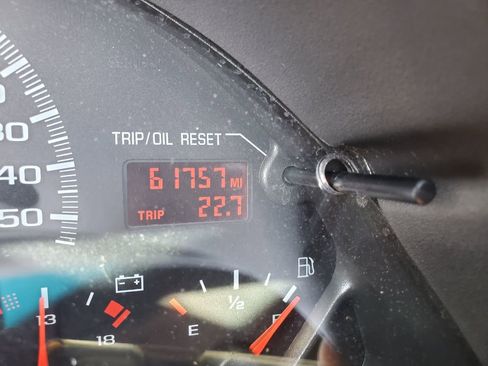 30
40
50
TRIP/OIL RESET
61757 MI
TRIP 22.7
13
18
E
½
F